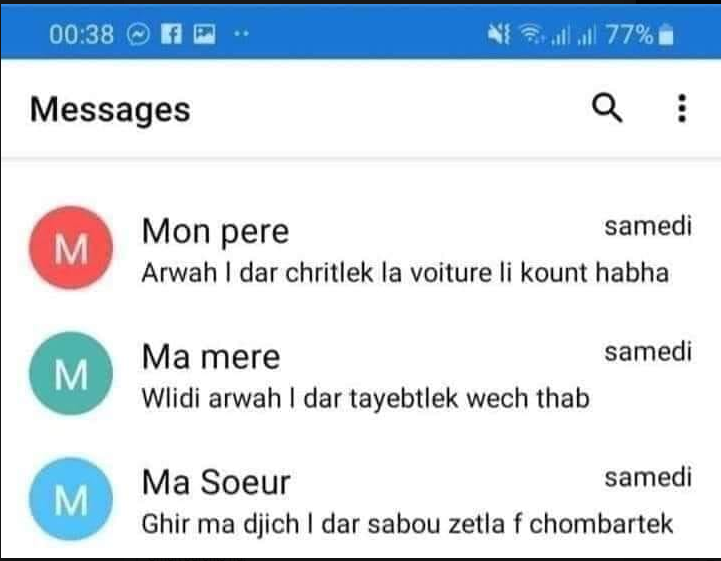 00:38 77%
Messages
M
Mon pere samedi
Arwah l dar chritlek la voiture li kount habha
M
Ma mere samedi
Wlidi arwah l dar tayebtlek wech thab
M
Ma Soeur samedi
Ghir ma djich l dar sabou zetla f chombartek